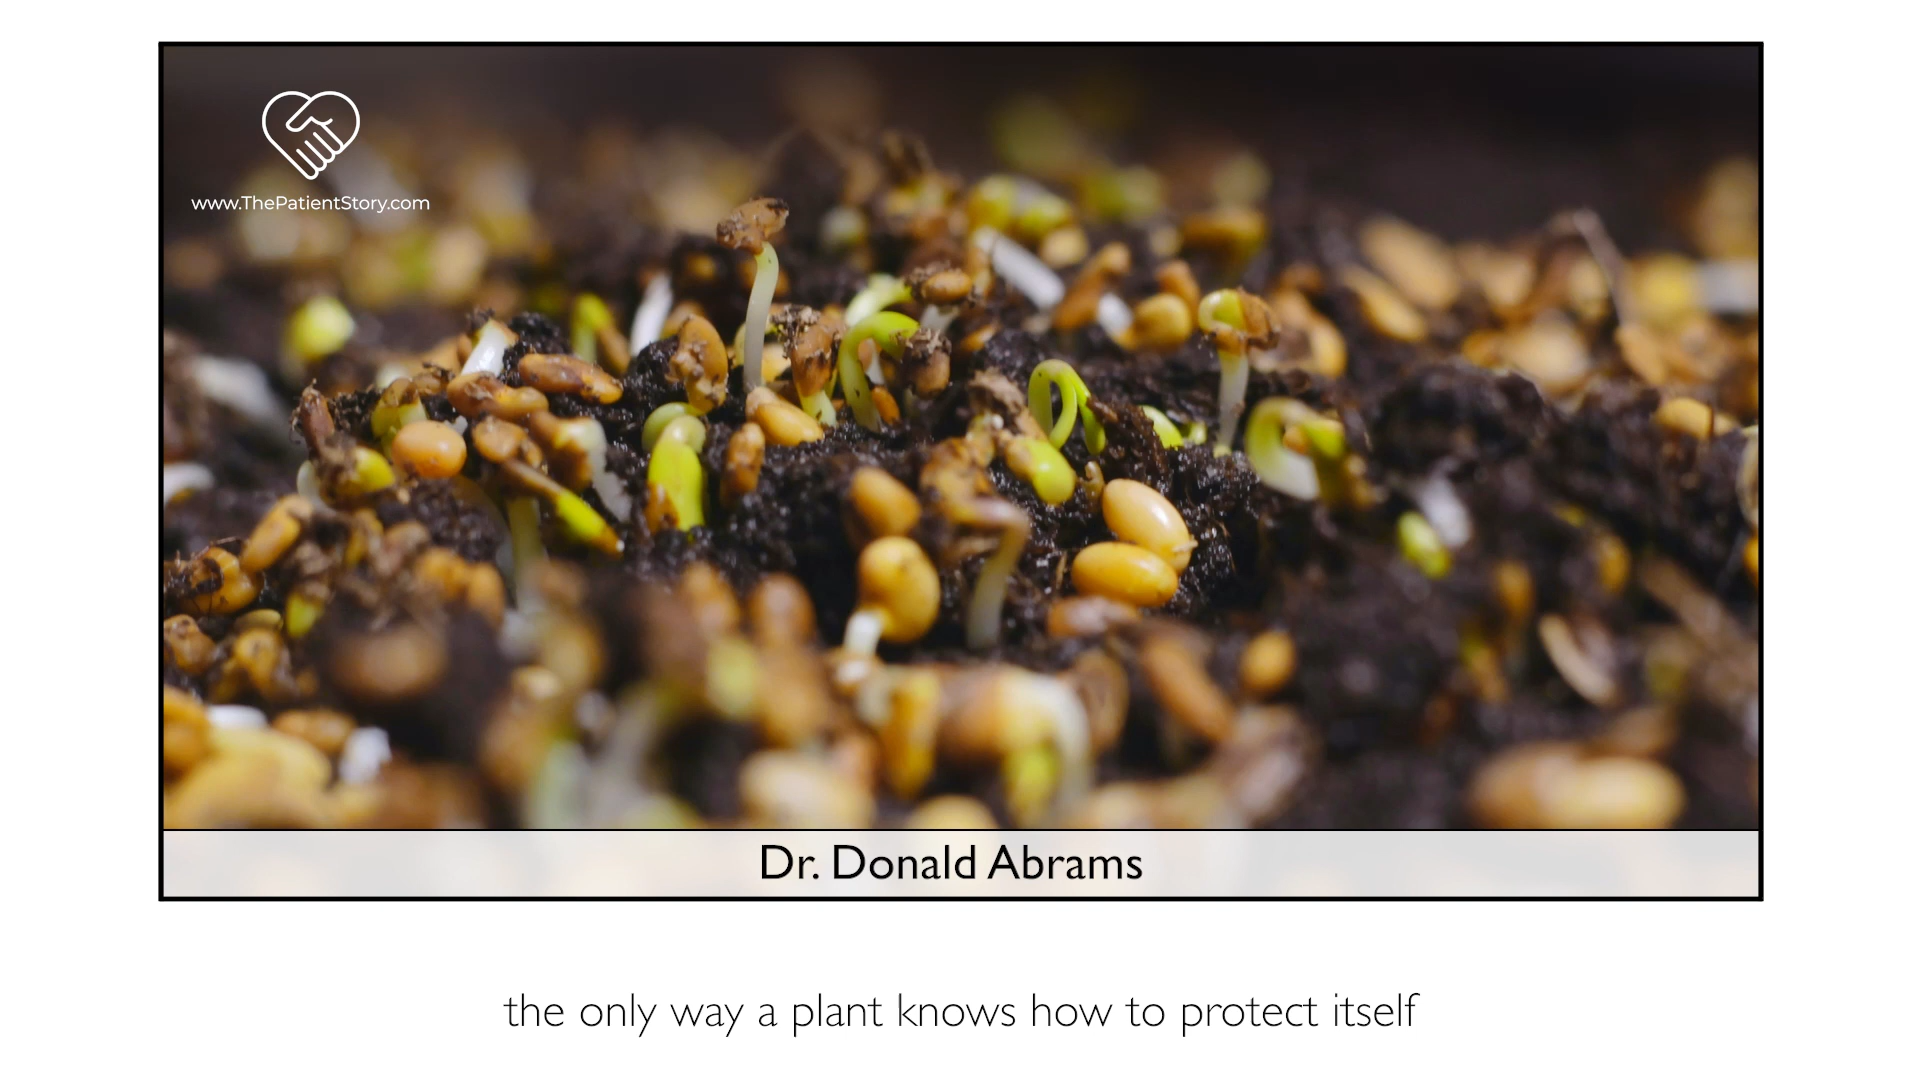 www.ThePatientStory.com
Dr. Donald Abrams
the only way a plant knows how to protect itself